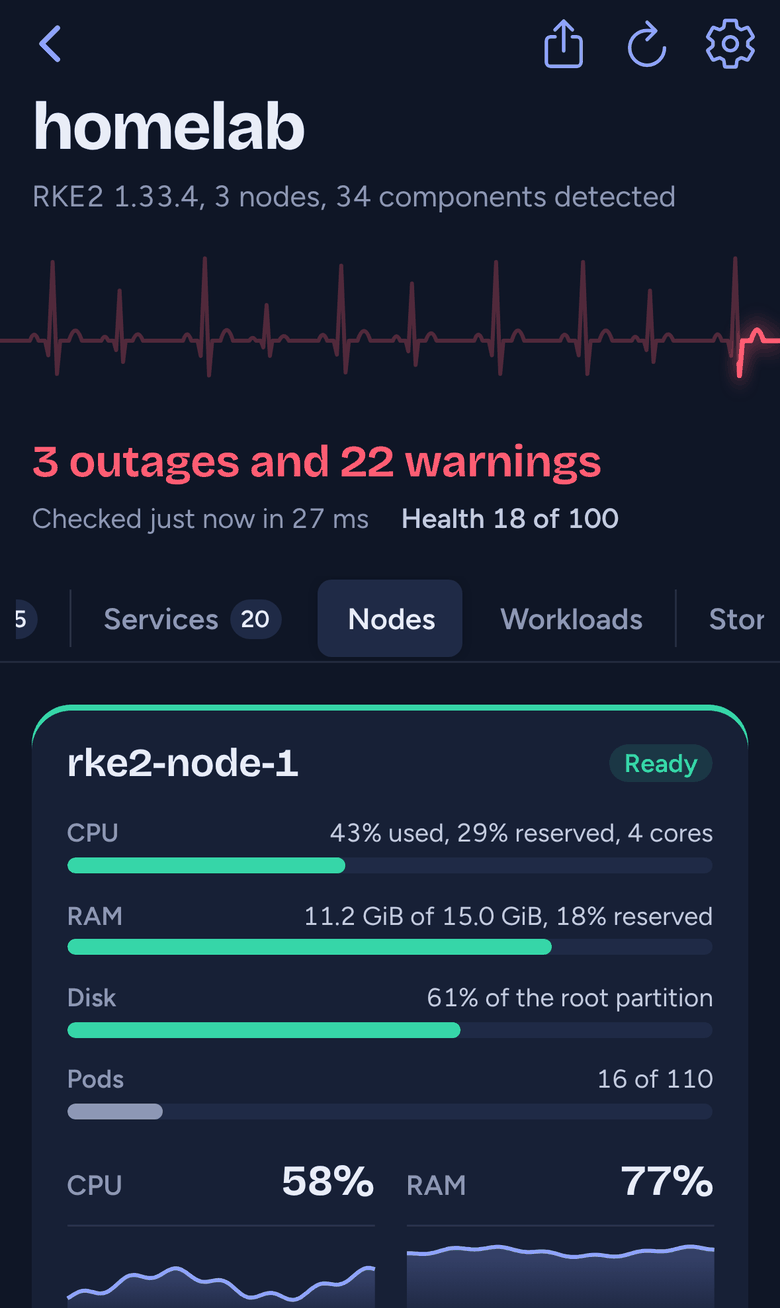 homelab
RKE2 1.33.4, 3 nodes, 34 components detected
3 outages and 22 warnings
Checked just now in 27 ms Health 18 of 100
5 Services 20 Nodes Workloads Stor
rke2-node-1 Ready
CPU 43% used, 29% reserved, 4 cores
RAM 11.2 GiB of 15.0 GiB, 18% reserved
Disk 61% of the root partition
Pods 16 of 110
CPU 58% RAM 77%